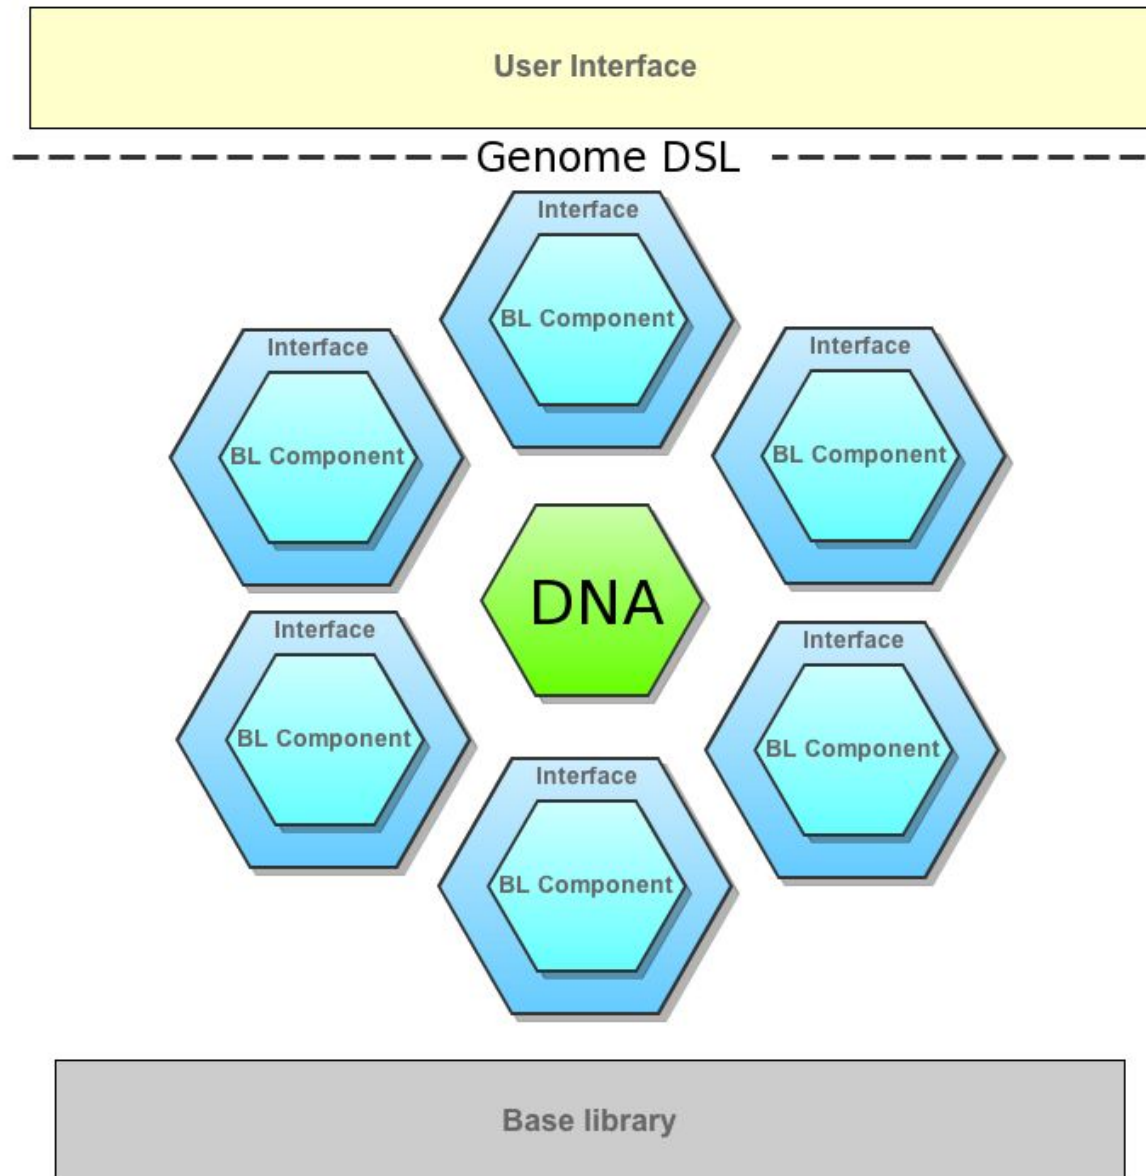 User Interface
Genome DSL
Interface
BL Component
Interface
BL Component
Interface
BL Component
DNA
Interface
BL Component
Interface
BL Component
Interface
BL Component
Base library